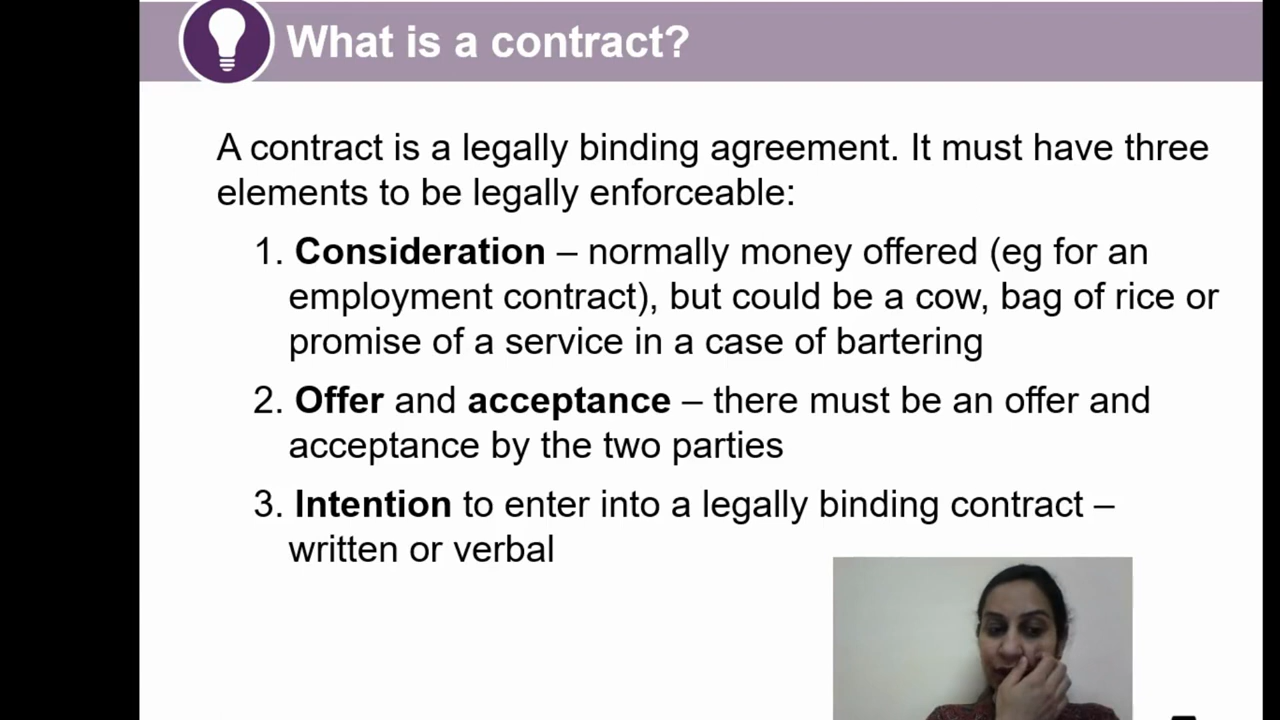 What is a contract?
A contract is a legally binding agreement. It must have three
elements to be legally enforceable:
1. Consideration – normally money offered (eg for an
employment contract), but could be a cow, bag of rice or
promise of a service in a case of bartering
2. Offer and acceptance – there must be an offer and
acceptance by the two parties
3. Intention to enter into a legally binding contract –
written or verbal